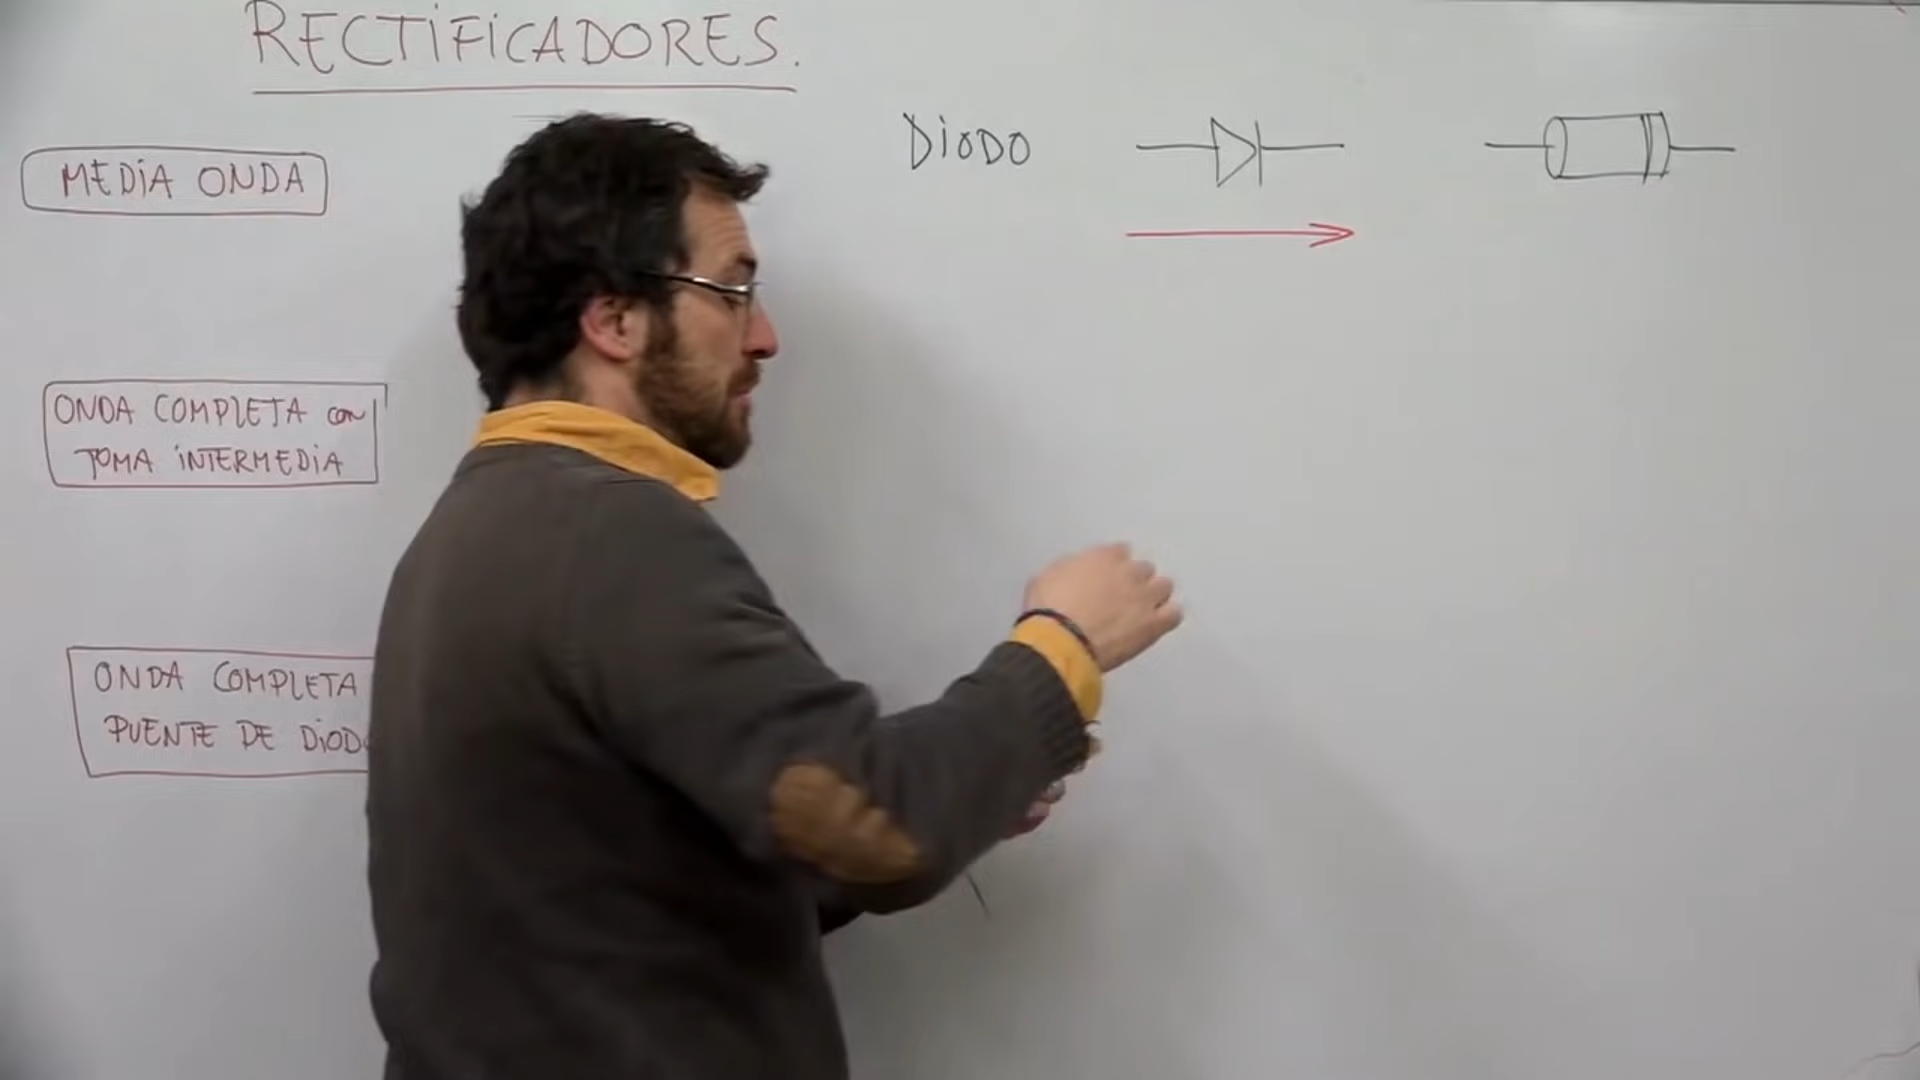 RECTIFICADORES.
MEDIA ONDA
DIODO
ONDA COMPLETA con
TOMA INTERMEDIA
ONDA COMPLETA
PUENTE DE